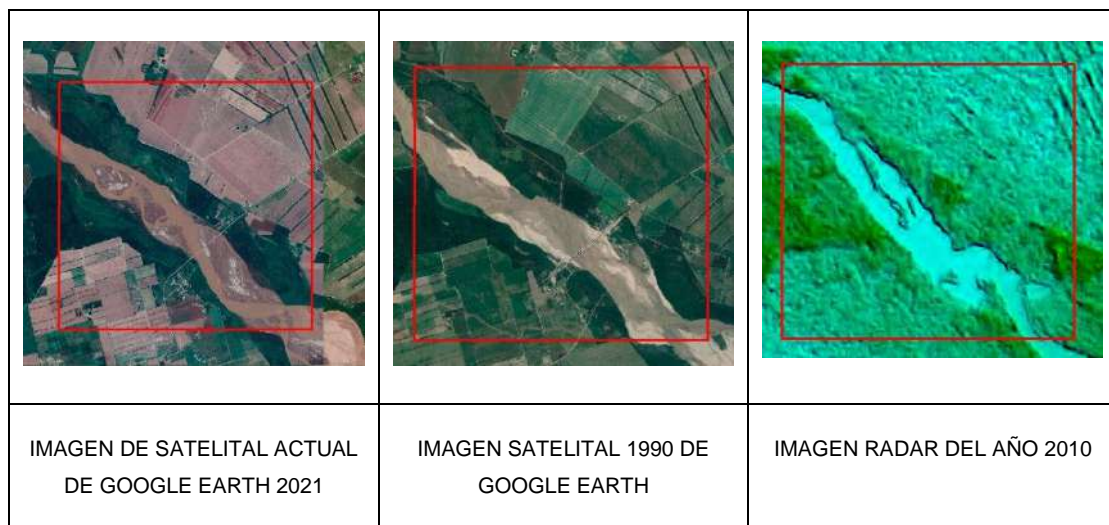 IMAGEN DE SATELITAL ACTUAL
DE GOOGLE EARTH 2021
IMAGEN SATELITAL 1990 DE
GOOGLE EARTH
IMAGEN RADAR DEL AÑO 2010